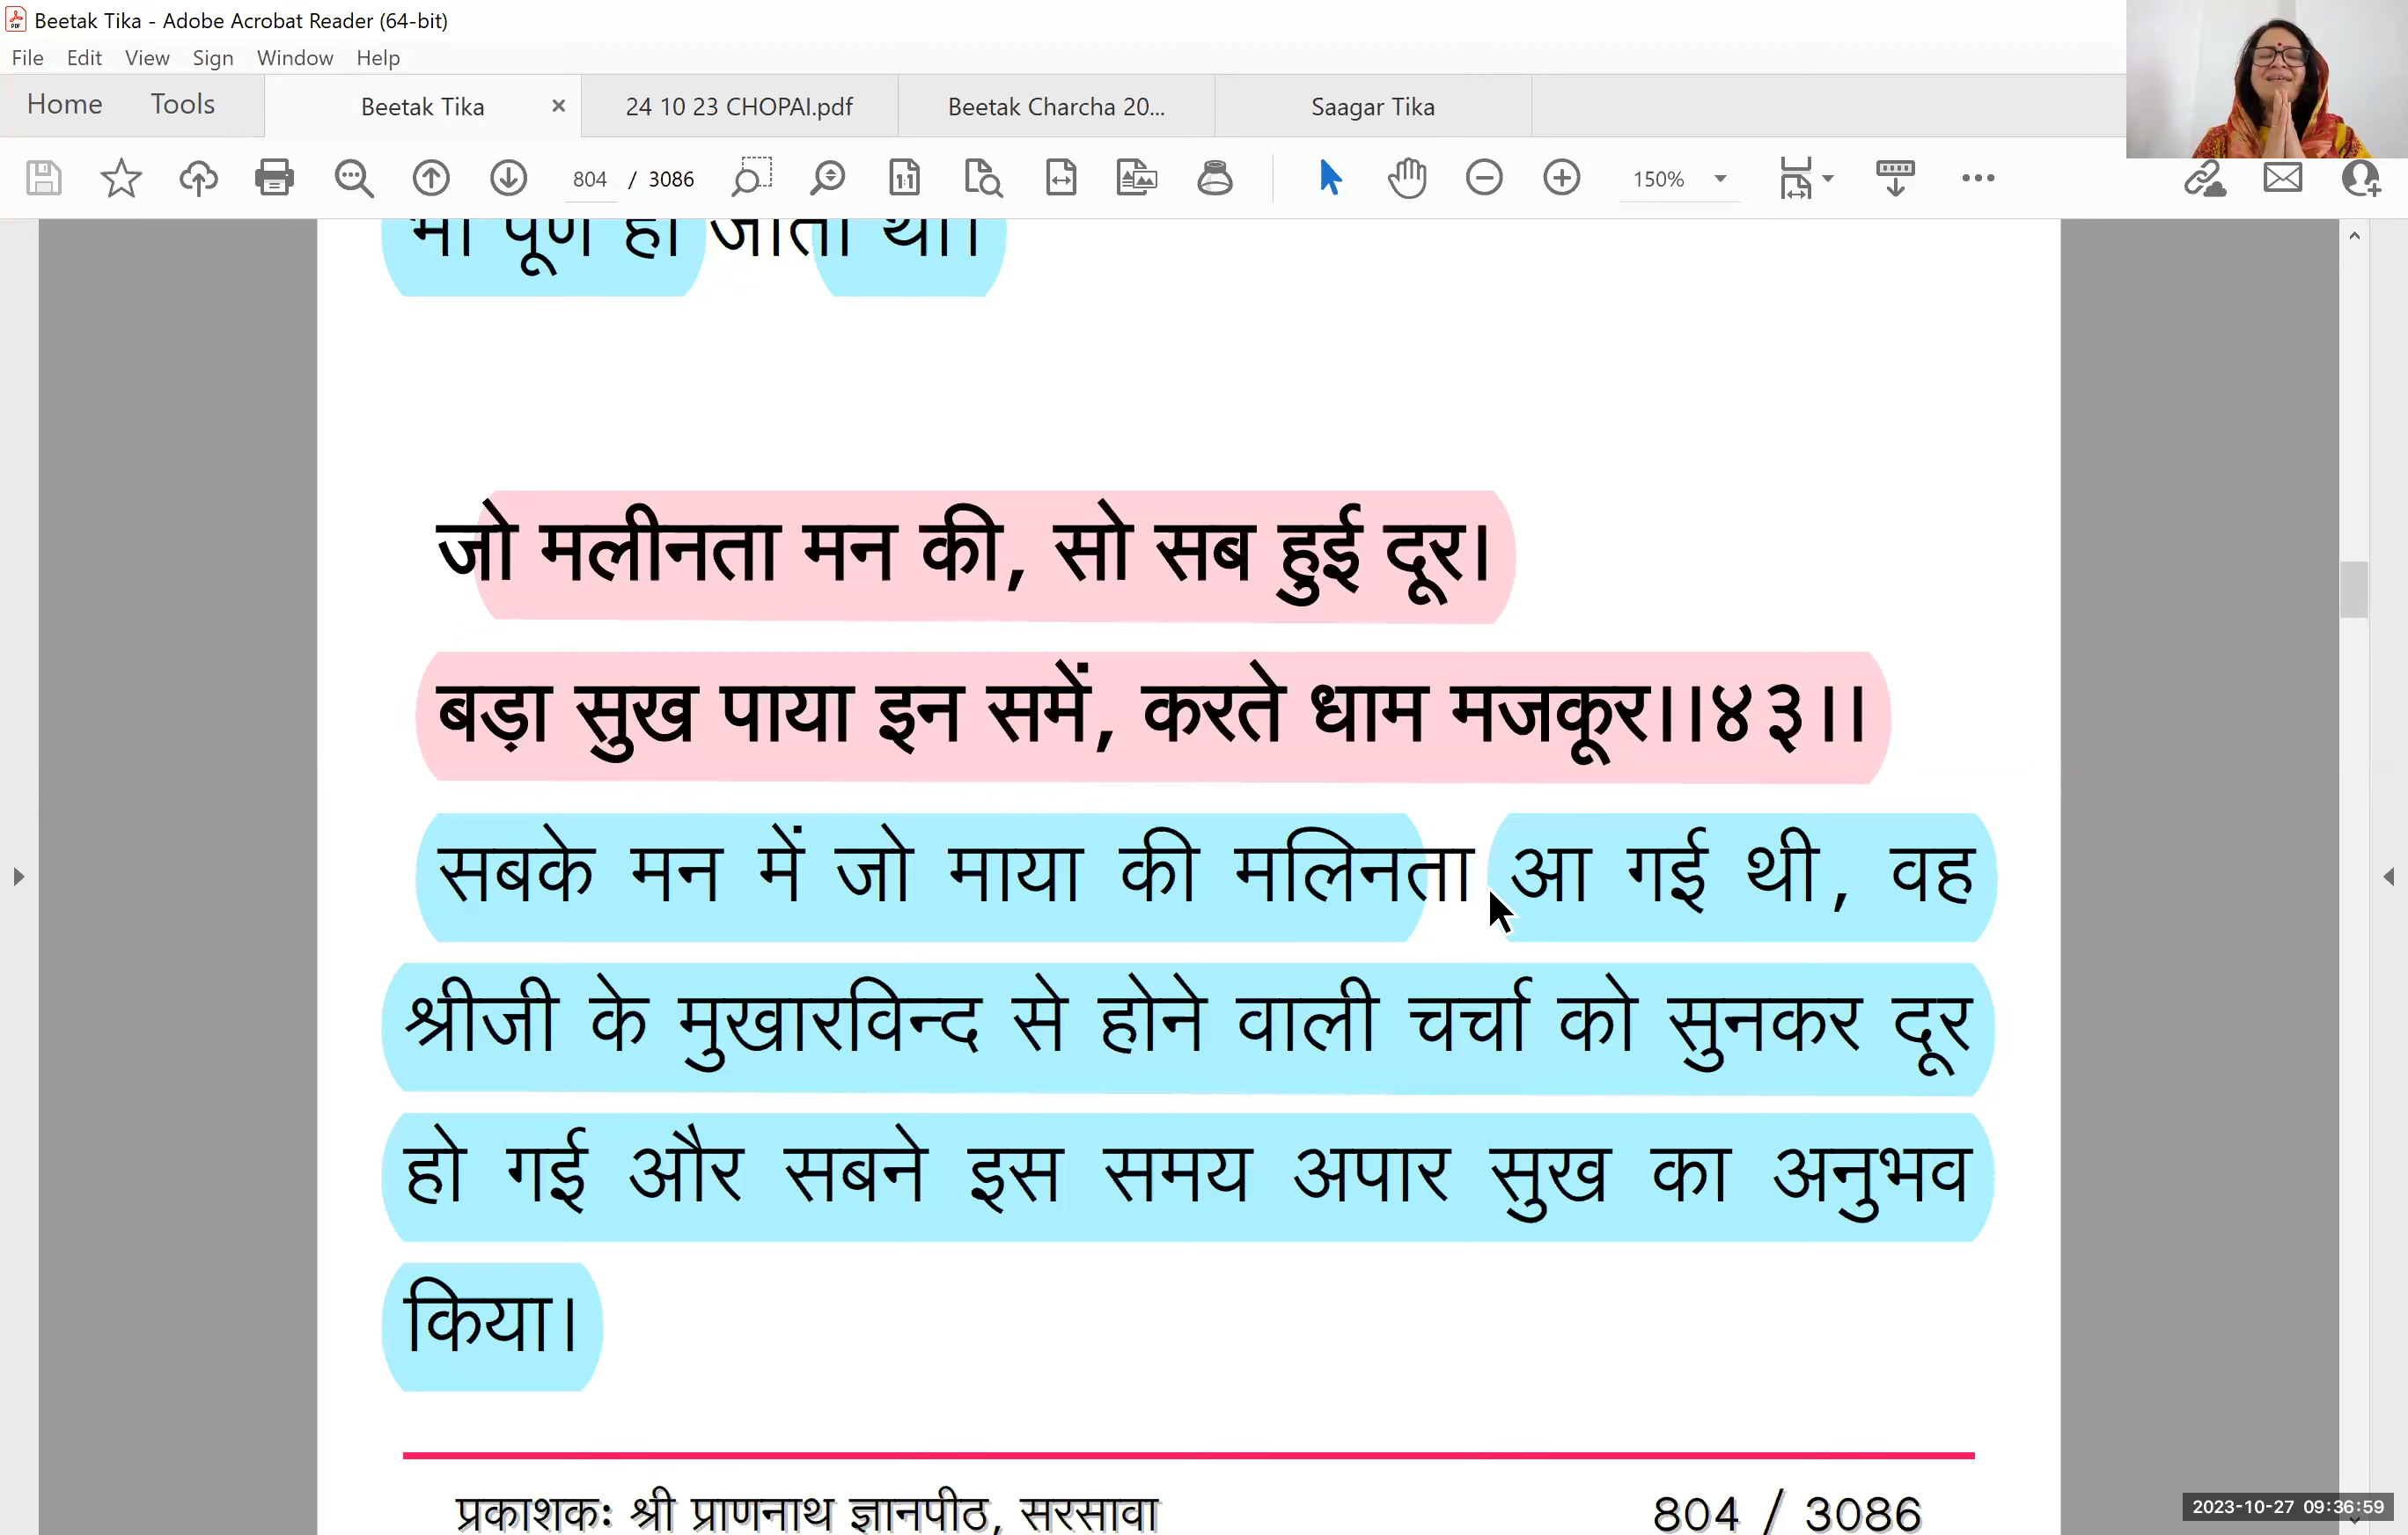 Beetak Tika - Adobe Acrobat Reader (64-bit)
File Edit View Sign Window Help
Home Tools Beetak Tika × 24 10 23 CHOPAI.pdf Beetak Charcha 20... Saagar Tika
804 / 3086 1:1 150%
भी पूर्ण हो जाती थी।
जो मलीनता मन की, सो सब हुई दूर।
बड़ा सुख पाया इन समें, करते धाम मजकूर।।४३।।
सबके मन में जो माया की मलिनता आ गई थी, वह
श्रीजी के मुखारविन्द से होने वाली चर्चा को सुनकर दूर
हो गई और सबने इस समय अपार सुख का अनुभव
किया।
प्रकाशकः श्री प्राणनाथ ज्ञानपीठ, सरसावा 804 / 3086
2023-10-27 09:36:59